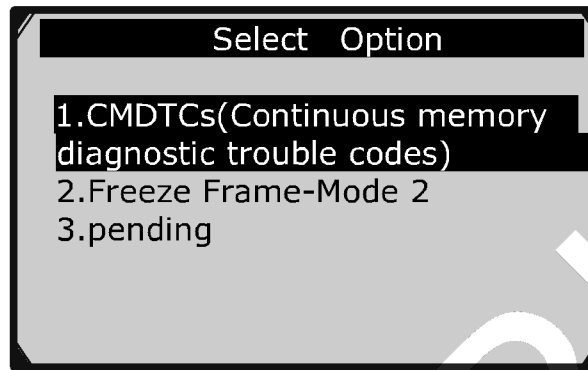 Select Option
1.CMDTCs(Continuous memory
diagnostic trouble codes)
2.Freeze Frame-Mode 2
3.pending